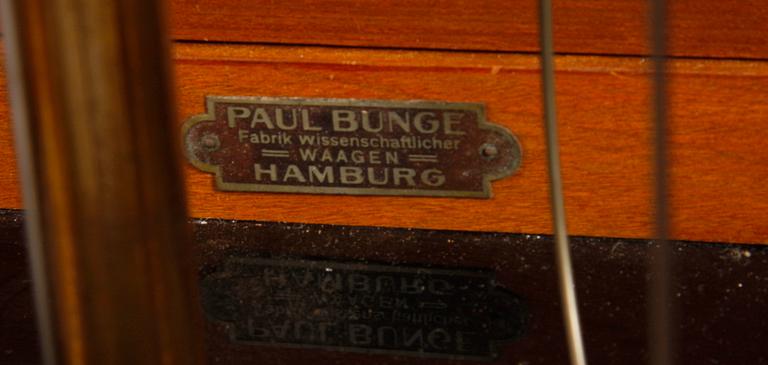 PAUL BUNGE
Fabrik Wissenschaftlicher
WAAGEN
HAMBURG